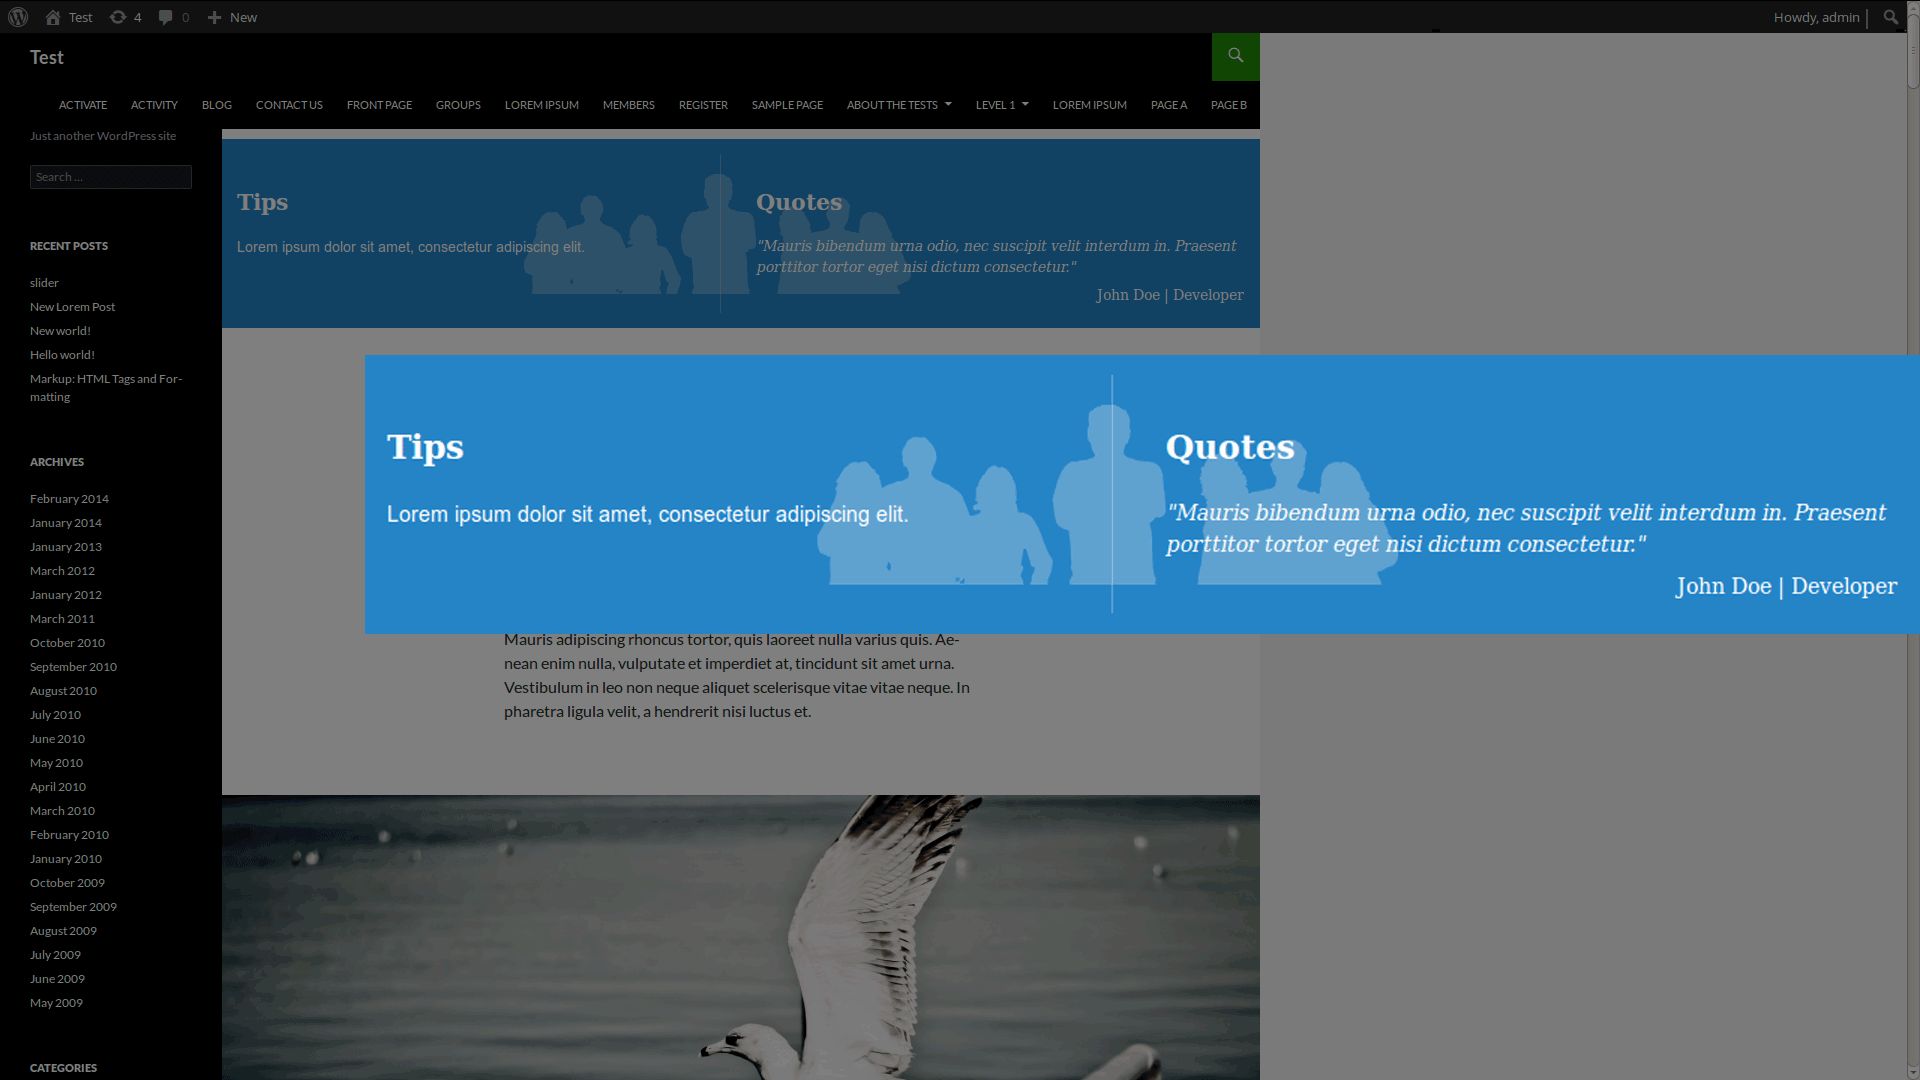 Test
4
0
New
Howdy, admin
Test
ACTIVATE
ACTIVITY
BLOG
CONTACT US
FRONT PAGE
GROUPS
LOREM IPSUM
MEMBERS
REGISTER
SAMPLE PAGE
ABOUT THE TESTS
LEVEL 1
LOREM IPSUM
PAGE A
PAGE B
Just another WordPress site
Search ...
RECENT POSTS
slider
New Lorem Post
New world!
Hello world!
Markup: HTML Tags and For-
matting
ARCHIVES
February 2014
January 2014
January 2013
March 2012
January 2012
March 2011
October 2010
September 2010
August 2010
July 2010
June 2010
May 2010
April 2010
March 2010
February 2010
January 2010
October 2009
September 2009
August 2009
July 2009
June 2009
May 2009
CATEGORIES
Tips
Lorem ipsum dolor sit amet, consectetur adipiscing elit.
Quotes
"Mauris bibendum urna odio, nec suscipit velit interdum in. Praesent
porttitor tortor eget nisi dictum consectetur."
John Doe | Developer
Tips
Lorem ipsum dolor sit amet, consectetur adipiscing elit.
Quotes
"Mauris bibendum urna odio, nec suscipit velit interdum in. Praesent
porttitor tortor eget nisi dictum consectetur."
John Doe | Developer
Mauris adipiscing rhoncus tortor, quis laoreet nulla varius quis. Ae-
nean enim nulla, vulputate et imperdiet at, tincidunt sit amet urna.
Vestibulum in leo non neque aliquet scelerisque vitae vitae neque. In
pharetra ligula velit, a hendrerit nisi luctus et.